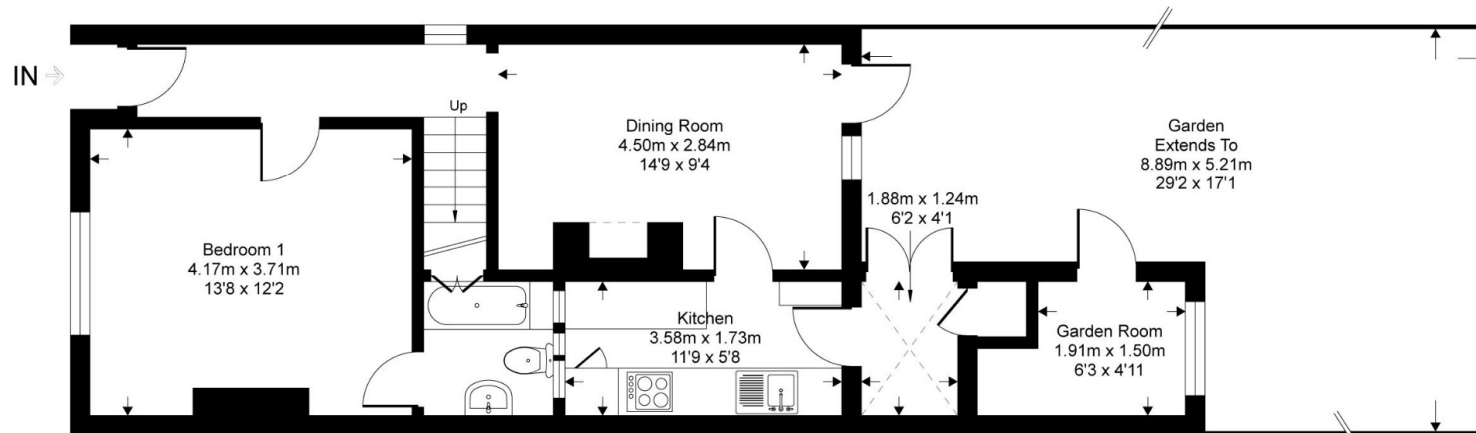 IN
Up
Dining Room
4.50m x 2.84m
14'9 x 9'4
Garden
Extends To
8.89m x 5.21m
29'2 x 17'1
1.88m x 1.24m
6'2 x 4'1
Bedroom 1
4.17m x 3.71m
13'8 x 12'2
Kitchen
3.58m x 1.73m
11'9 x 5'8
Garden Room
1.91m x 1.50m
6'3 x 4'11